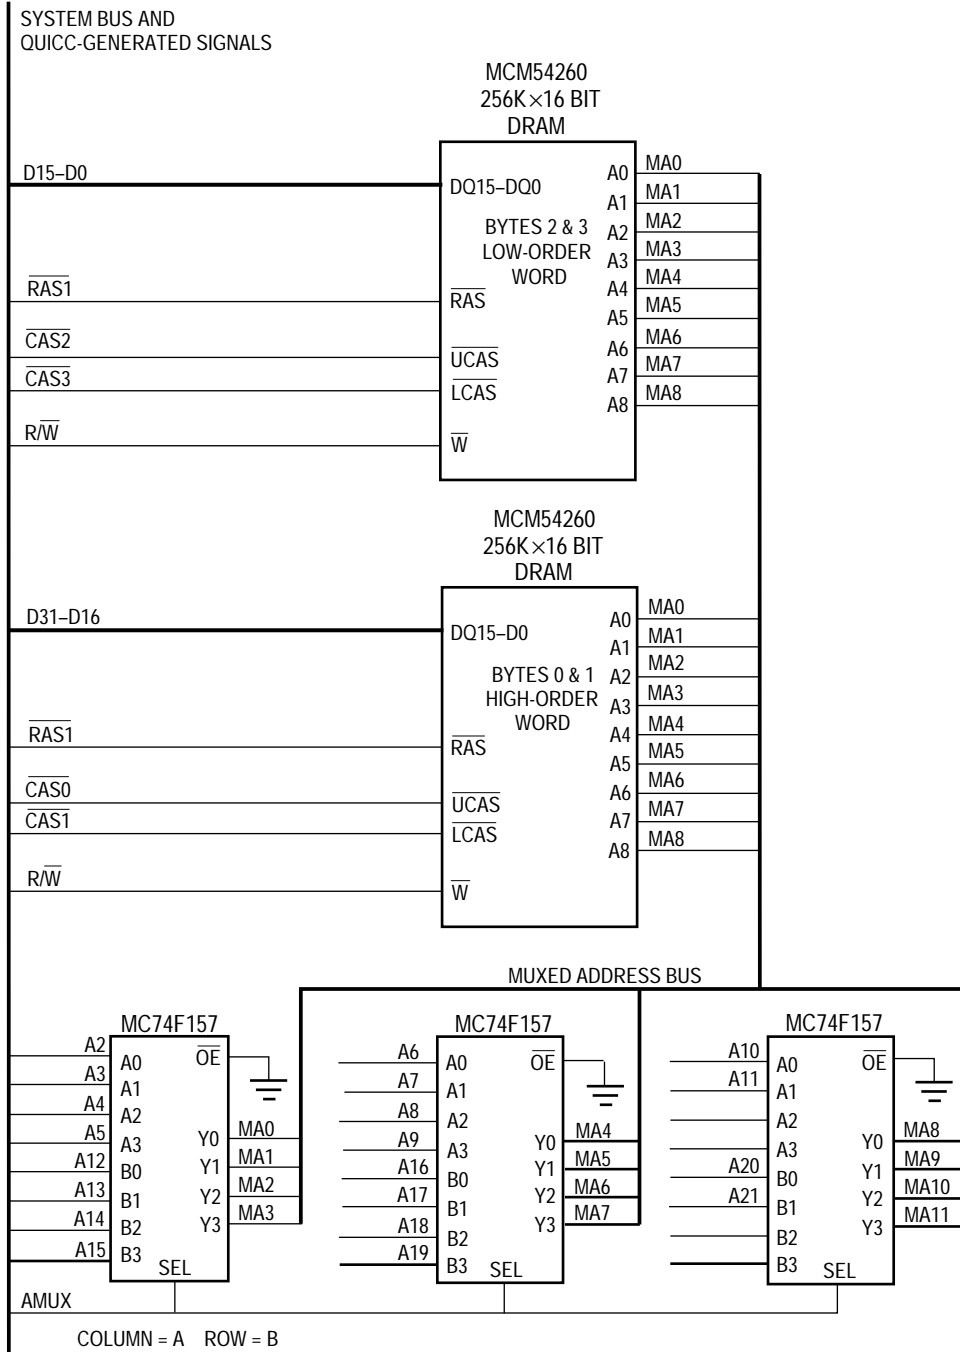 SYSTEM BUS AND
QUICC-GENERATED SIGNALS
MCM54260
256K×16 BIT
DRAM
D15–D0
DQ15–DQ0
BYTES 2 & 3
LOW-ORDER
WORD
RAS1
RAS
CAS2
UCAS
CAS3
LCAS
R/W
W
A0 MA0
A1 MA1
A2 MA2
A3 MA3
A4 MA4
A5 MA5
A6 MA6
A7 MA7
A8 MA8
MCM54260
256K×16 BIT
DRAM
D31–D16
DQ15–D0
BYTES 0 & 1
HIGH-ORDER
WORD
RAS1
RAS
CAS0
UCAS
CAS1
LCAS
R/W
W
A0 MA0
A1 MA1
A2 MA2
A3 MA3
A4 MA4
A5 MA5
A6 MA6
A7 MA7
A8 MA8
MUXED ADDRESS BUS
MC74F157
A2 A0
A3 A1
A4 A2
A5 A3
A12 B0
A13 B1
A14 B2
A15 B3
OE
Y0 MA0
Y1 MA1
Y2 MA2
Y3 MA3
SEL
MC74F157
A6 A0
A7 A1
A8 A2
A9 A3
A16 B0
A17 B1
A18 B2
A19 B3
OE
Y0 MA4
Y1 MA5
Y2 MA6
Y3 MA7
SEL
MC74F157
A10 A0
A11 A1
A2
A3
A20 B0
A21 B1
B2
B3
OE
Y0 MA8
Y1 MA9
Y2 MA10
Y3 MA11
SEL
AMUX
COLUMN = A ROW = B